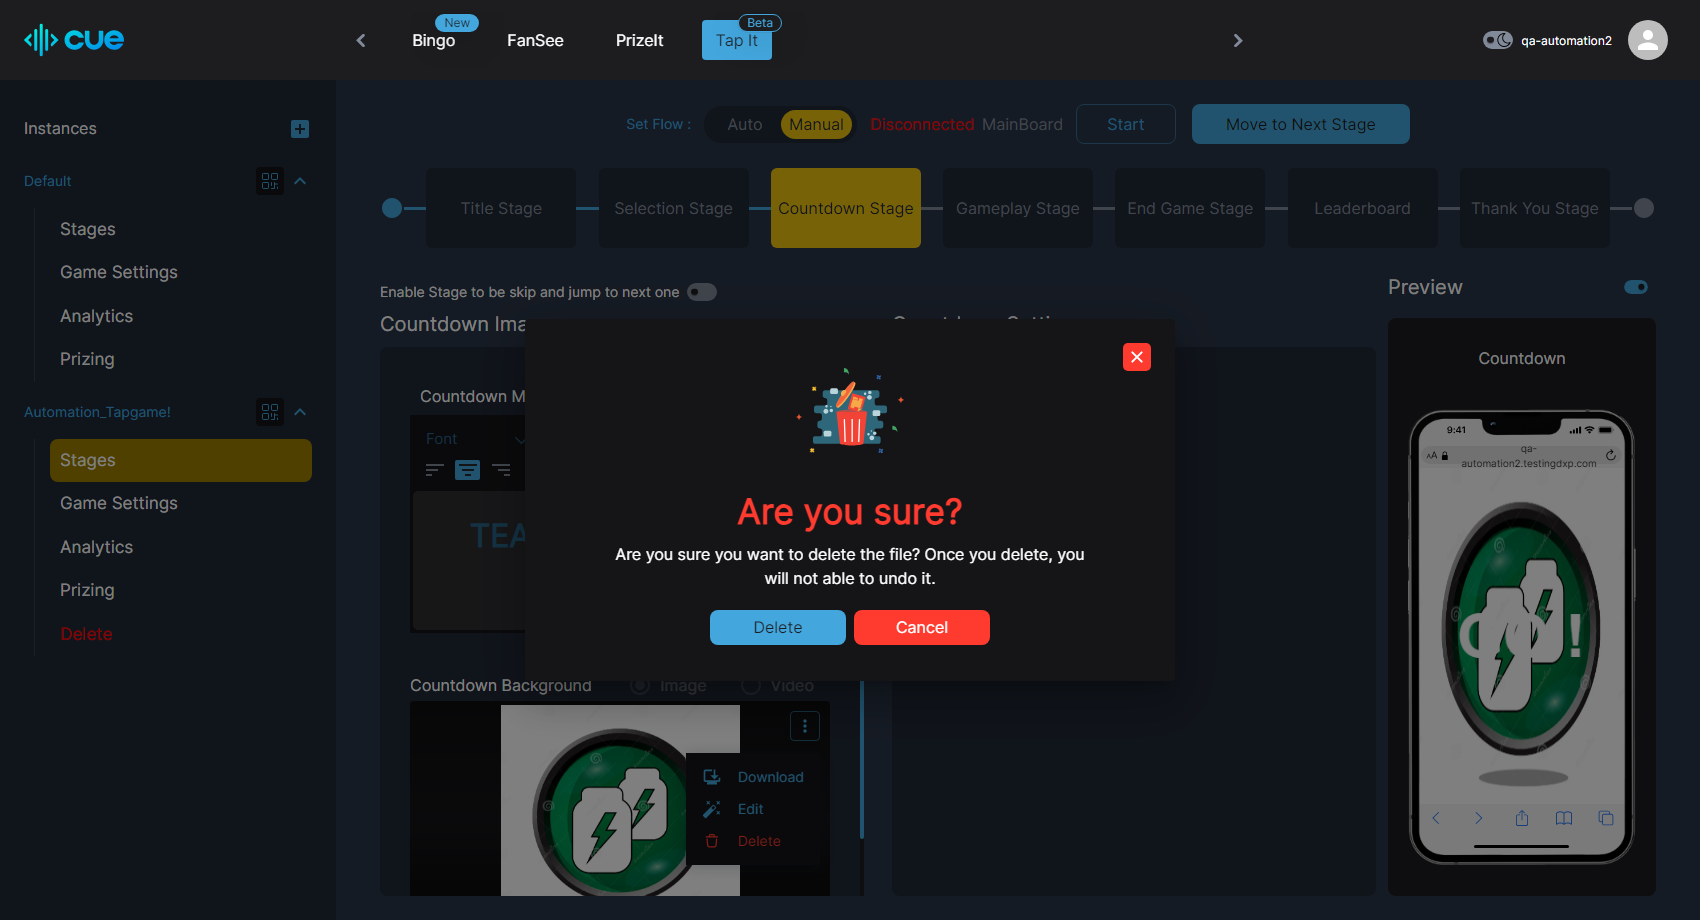 cue
New
Bingo
FanSee
PrizeIt
Beta
Tap It
qa-automation2
Instances
Default
Stages
Game Settings
Analytics
Prizing
Automation_Tapgame!
Stages
Game Settings
Analytics
Prizing
Delete
Set Flow :
Auto
Manual
Disconnected
MainBoard
Start
Move to Next Stage
Title Stage
Selection Stage
Countdown Stage
Gameplay Stage
End Game Stage
Leaderboard
Thank You Stage
Enable Stage to be skip and jump to next one
Countdown Ima
Countdown M
Font
TEA
Are you sure?
Are you sure you want to delete the file? Once you delete, you
will not able to undo it.
Delete
Cancel
Countdown Background
Image
Video
Download
Edit
Delete
Preview
Countdown
9:41
AA
qa-
automation2.testingdxp.com